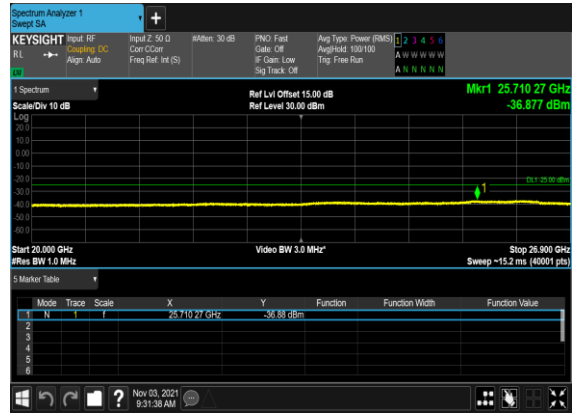 Spectrum Analyzer 1
Swept SA
+
KEYSIGHT Input: RF Input Z: 50 Ω #Atten: 30 dB PNO: Fast Avg Type: Power (RMS) 1 2 3 4 5 6
RL Coupling: DC Corr CCorr Gate: Off Avg|Hold: 100/100 A W W W W W
Align: Auto Freq Ref: Int (S) IF Gain: Low Trig: Free Run A N N N N N
Sig Track: Off
1 Spectrum Ref Lvl Offset 15.00 dB Mkr1 25.710 27 GHz
Scale/Div 10 dB Ref Level 30.00 dBm -36.877 dBm
Log
20.0
10.0
0.00
-10.0
-20.0 DL1 -25.00 dBm
-30.0 1
-40.0
-50.0
-60.0
Start 20.000 GHz Video BW 3.0 MHz* Stop 26.900 GHz
#Res BW 1.0 MHz Sweep ~15.2 ms (40001 pts)
5 Marker Table
Mode Trace Scale X Y Function Function Width Function Value
1 N 1 f 25.710 27 GHz -36.88 dBm
2
3
4
5
6
? Nov 03, 2021
9:31:38 AM